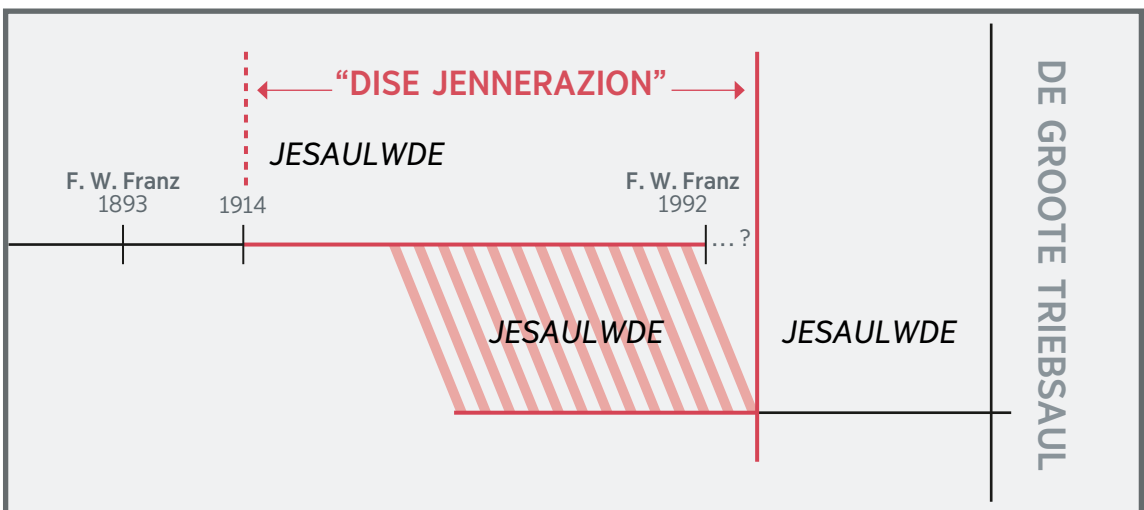 “DISE JENNERAZION”
JESAULWDE
F. W. Franz
1893
1914
F. W. Franz
1992
... ?
JESAULWDE
JESAULWDE
DE GROOTE TRIEBSAUL